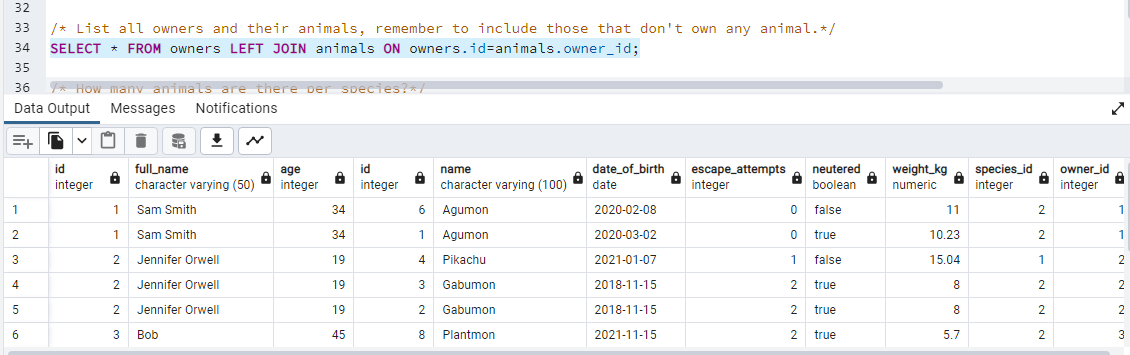 32
33 /* List all owners and their animals, remember to include those that don't own any animal.*/
34 SELECT * FROM owners LEFT JOIN animals ON owners.id=animals.owner_id;
35
36 /* How many animals are there per species?*/
Data Output Messages Notifications
id integer full_name character varying (50) age integer id integer name character varying (100) date_of_birth date escape_attempts integer neutered boolean weight_kg numeric species_id integer owner_id integer
1 1 Sam Smith 34 6 Agumon 2020-02-08 0 false 11 2 1
2 1 Sam Smith 34 1 Agumon 2020-03-02 0 true 10.23 2 1
3 2 Jennifer Orwell 19 4 Pikachu 2021-01-07 1 false 15.04 1 2
4 2 Jennifer Orwell 19 3 Gabumon 2018-11-15 2 true 8 2 2
5 2 Jennifer Orwell 19 2 Gabumon 2018-11-15 2 true 8 2 2
6 3 Bob 45 8 Plantmon 2021-11-15 2 true 5.7 2 3